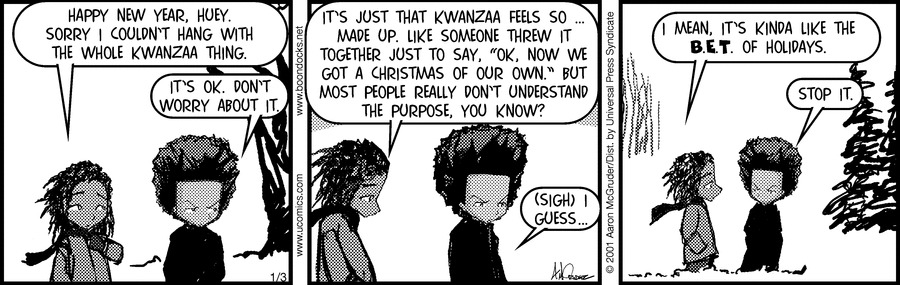 HAPPY NEW YEAR, HUEY.
SORRY I COULDN'T HANG WITH
THE WHOLE KWANZAA THING.
IT'S OK. DON'T
WORRY ABOUT IT.
1/3
www.ucomics.com
www.boondocks.net
IT'S JUST THAT KWANZAA FEELS SO ...
MADE UP. LIKE SOMEONE THREW IT
TOGETHER JUST TO SAY, "OK, NOW WE
GOT A CHRISTMAS OF OUR OWN." BUT
MOST PEOPLE REALLY DON'T UNDERSTAND
THE PURPOSE, YOU KNOW?
(SIGH) I
GUESS...
© 2001 Aaron McGruder/Dist. by Universal Press Syndicate
I MEAN, IT'S KINDA LIKE THE
B.E.T. OF HOLIDAYS.
STOP IT.